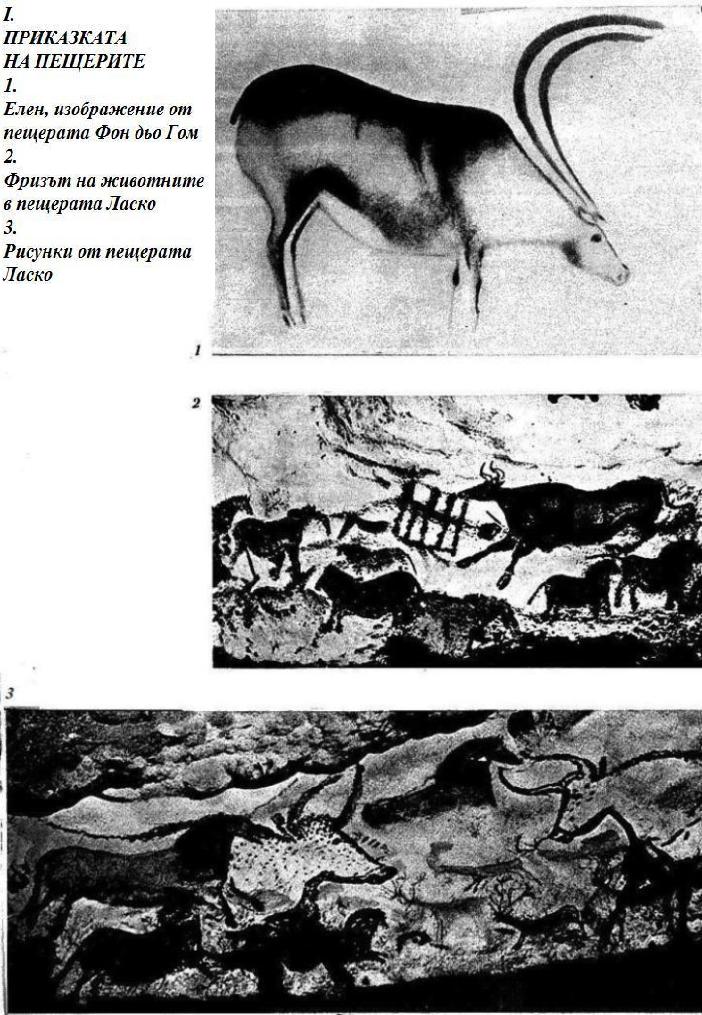 I.
ПРИКАЗКАТА
НА ПЕЩЕРИТЕ
1.
Елен, изображение от
пещерата Фон дьо Гом
2.
Фризът на животните
в пещерата Ласко
3.
Рисунки от пещерата
Ласко
1
2
3